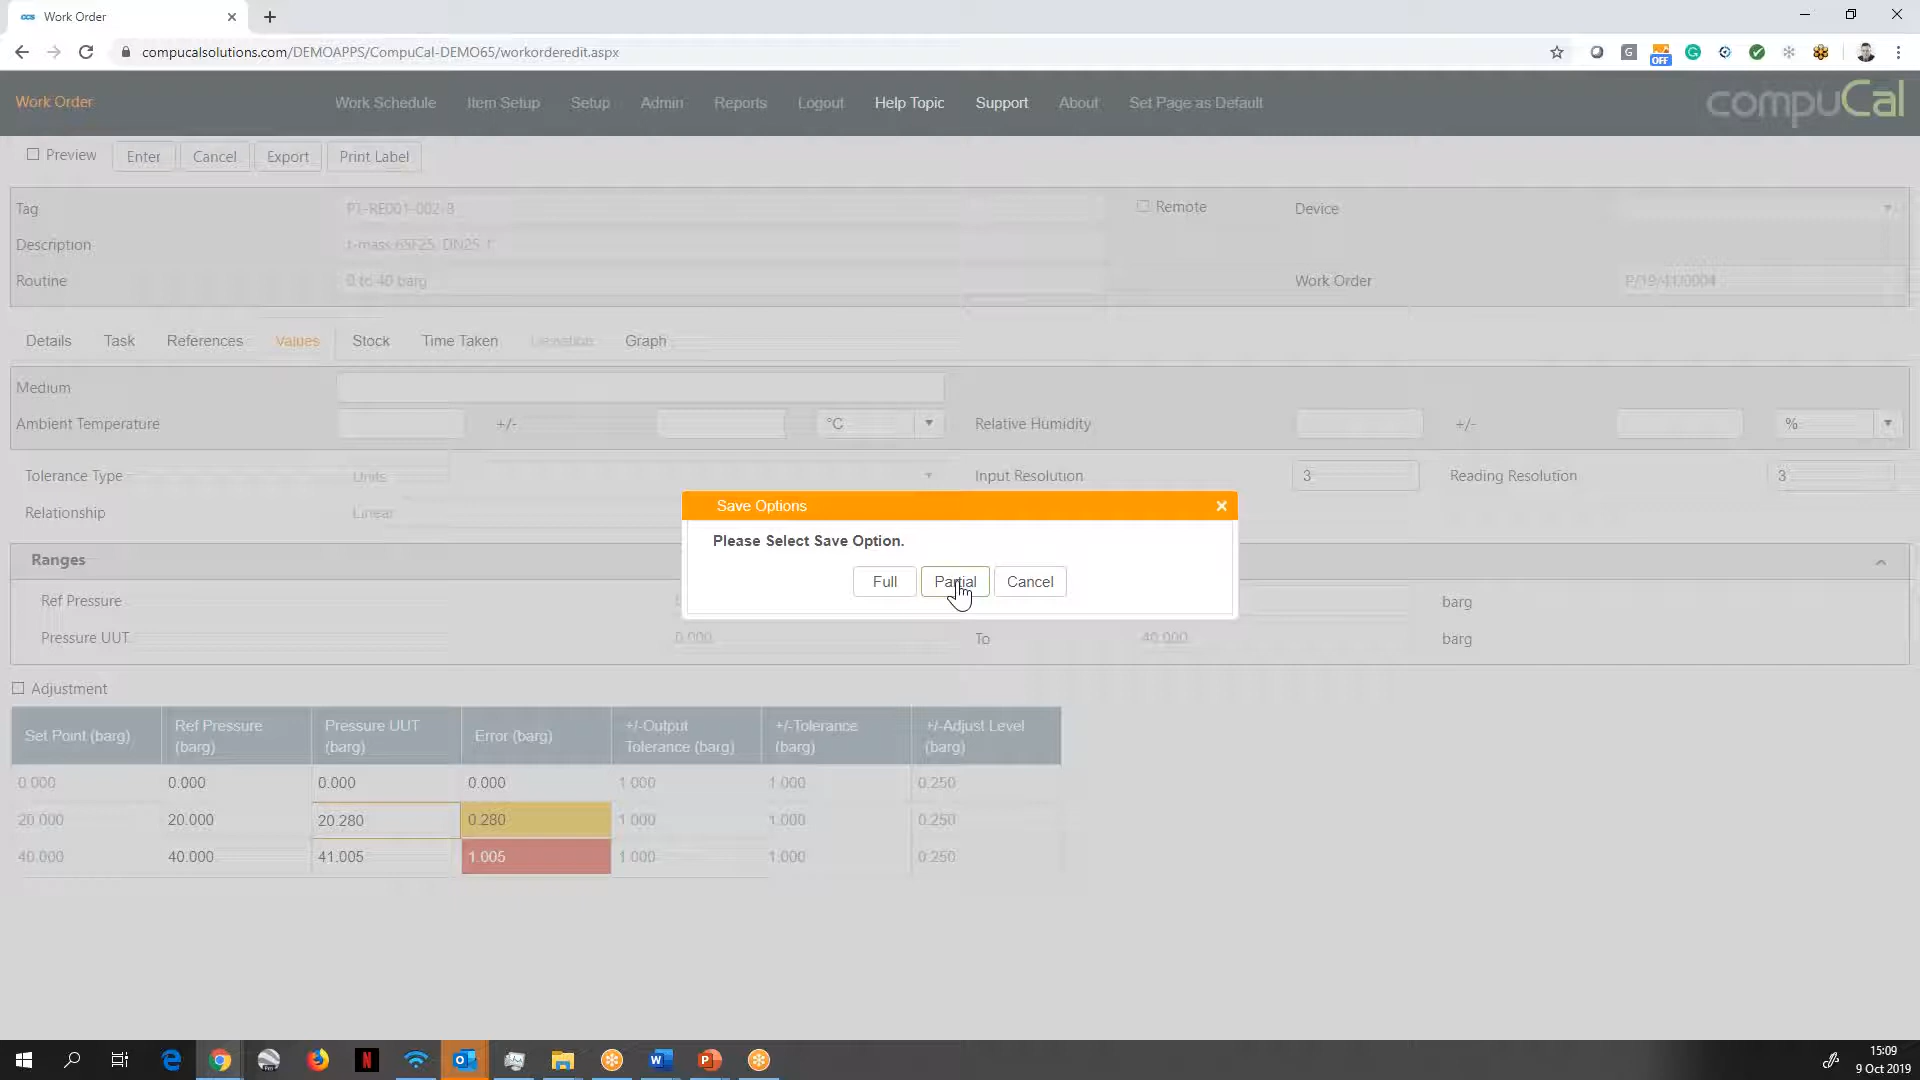 Work Order
compucalsolutions.com/DEMOAPPS/CompuCal-DEMO65/workorderedit.aspx
OFF
Work Order Work Schedule Item Setup Setup Admin Reports Logout Help Topic Support About Set Page as Default compuCal
Preview Enter Cancel Export Print Label
Tag Remote Device
Description
Routine 0 to 40 barg Work Order P/19/41/0004
Details Task References Values Stock Time Taken Graph
Medium
Ambient Temperature +/- °C Relative Humidity +/- %
Tolerance Type Units Input Resolution 3 Reading Resolution 3
Relationship Linear
Save Options
Please Select Save Option.
Full Partial Cancel
Ranges
Ref Pressure barg
Pressure UUT 0.000 To 40.000 barg
Adjustment
Set Point (barg) Ref Pressure (barg) Pressure UUT (barg) Error (barg) +/-Output Tolerance (barg) +/-Tolerance (barg) +/-Adjust Level (barg)
0.000 0.000 0.000 0.000 1.000 1.000 0.250
20.000 20.000 20.280 0.280 1.000 1.000 0.250
40.000 40.000 41.005 1.005 1.000 1.000 0.250
15:09
9 Oct 2019